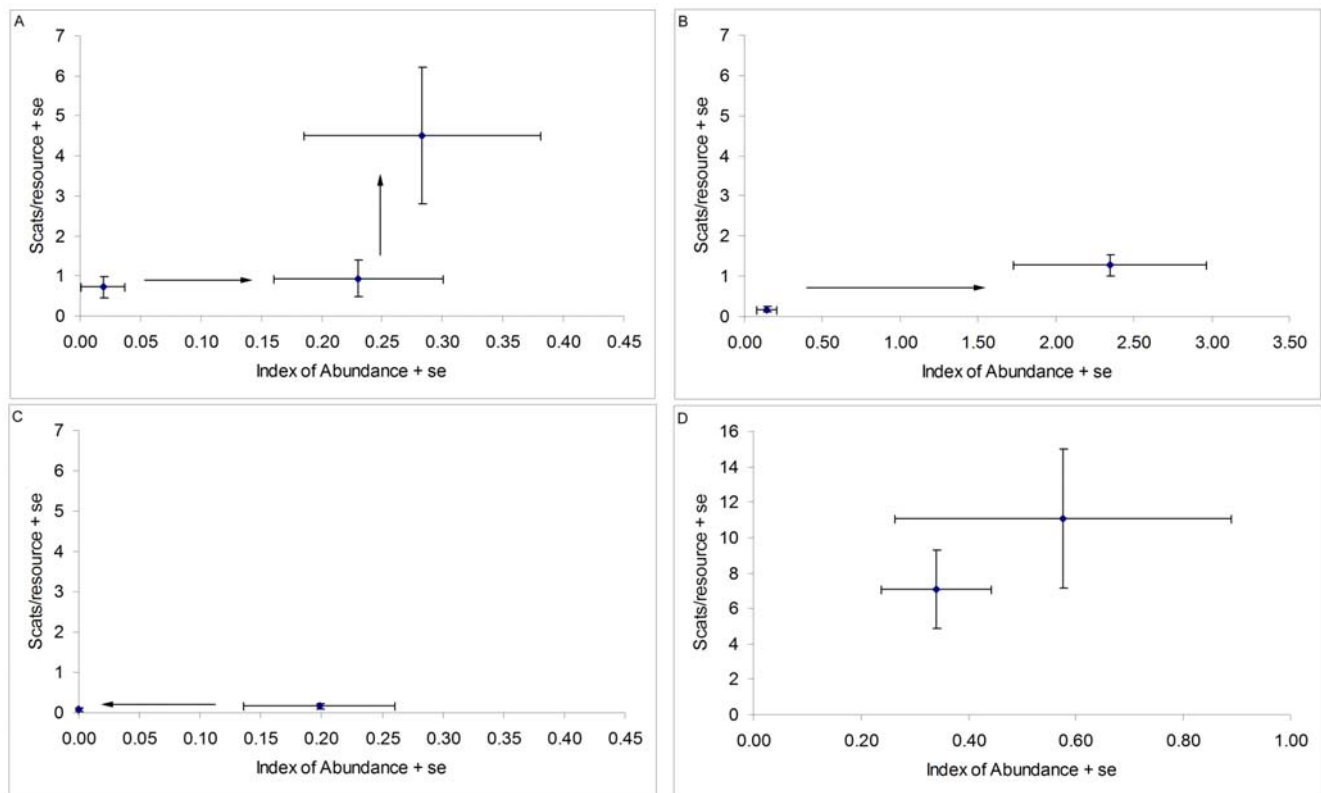 A
7
6
5
4
3
2
1
0
Scats/resource + se
0.00 0.05 0.10 0.15 0.20 0.25 0.30 0.35 0.40 0.45
Index of Abundance + se
B
7
6
5
4
3
2
1
0
Scats/resource + se
0.00 0.50 1.00 1.50 2.00 2.50 3.00 3.50
Index of Abundance + se
C
7
6
5
4
3
2
1
0
Scats/resource + se
0.00 0.05 0.10 0.15 0.20 0.25 0.30 0.35 0.40 0.45
Index of Abundance + se
D
16
14
12
10
8
6
4
2
0
Scats/resource + se
0.00 0.20 0.40 0.60 0.80 1.00
Index of Abundance + se